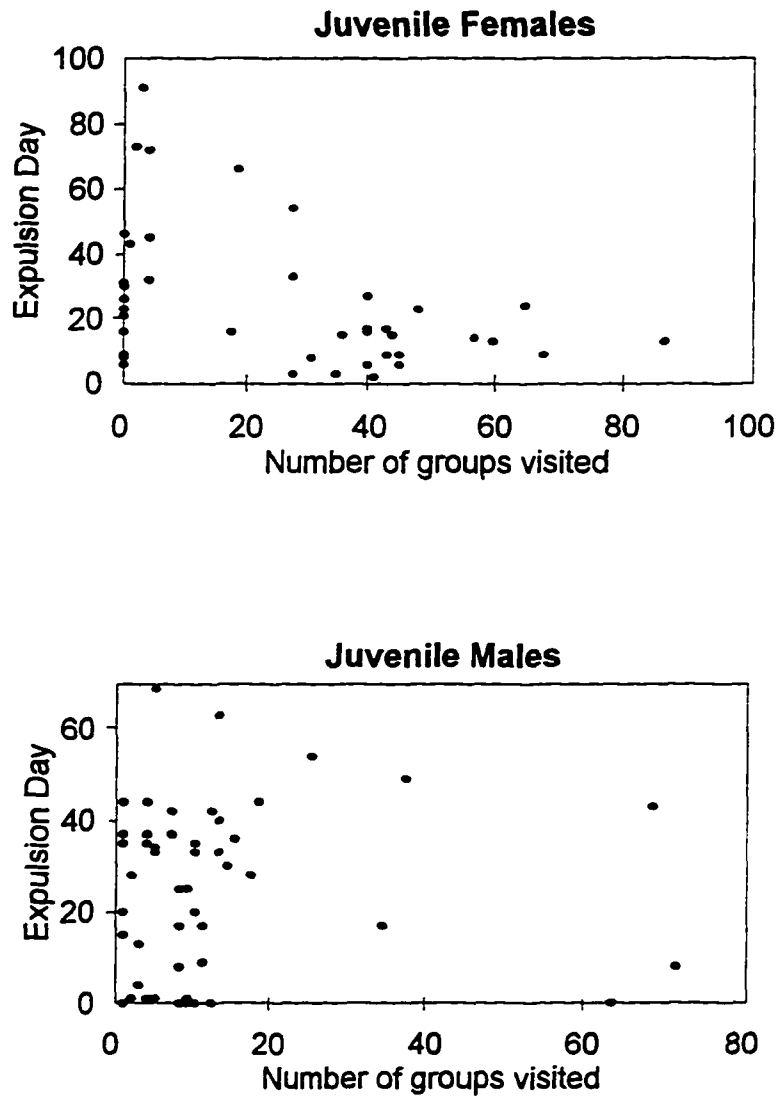 Juvenile Females
100
80
60
40
20
0
Expulsion Day
0 20 40 60 80 100
Number of groups visited
Juvenile Males
60
40
20
0
Expulsion Day
0 20 40 60 80
Number of groups visited